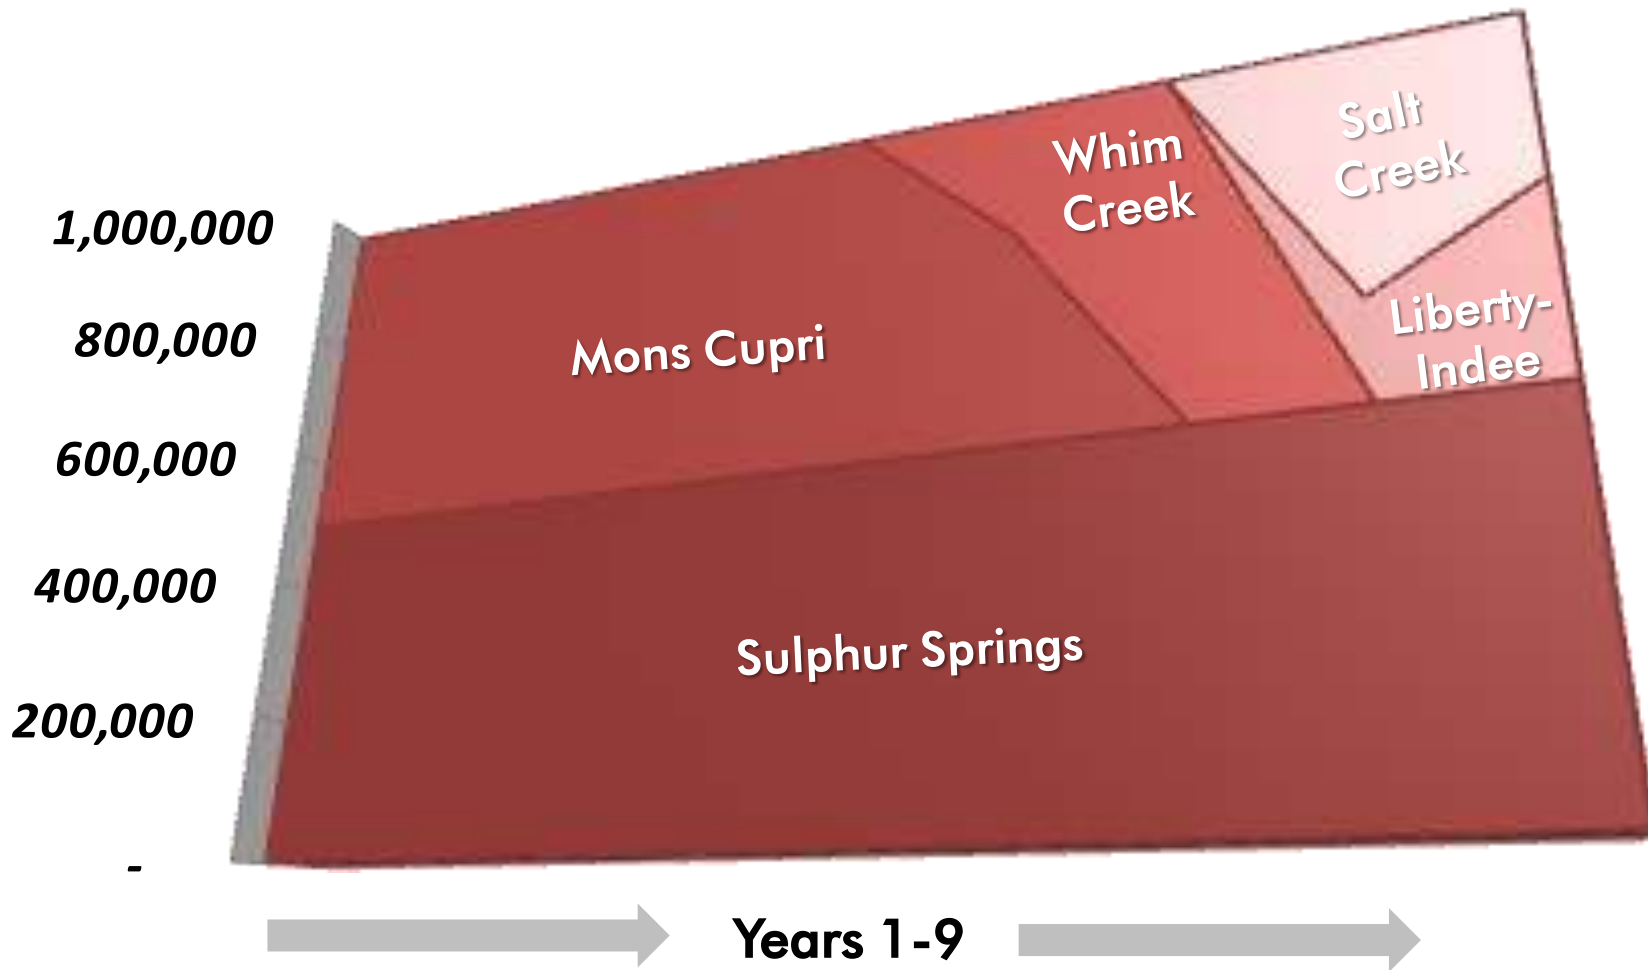 1,000,000
800,000
600,000
400,000
200,000
-
Mons Cupri
Whim
Creek
Salt
Creek
Liberty-
Indee
Sulphur Springs
Years 1-9